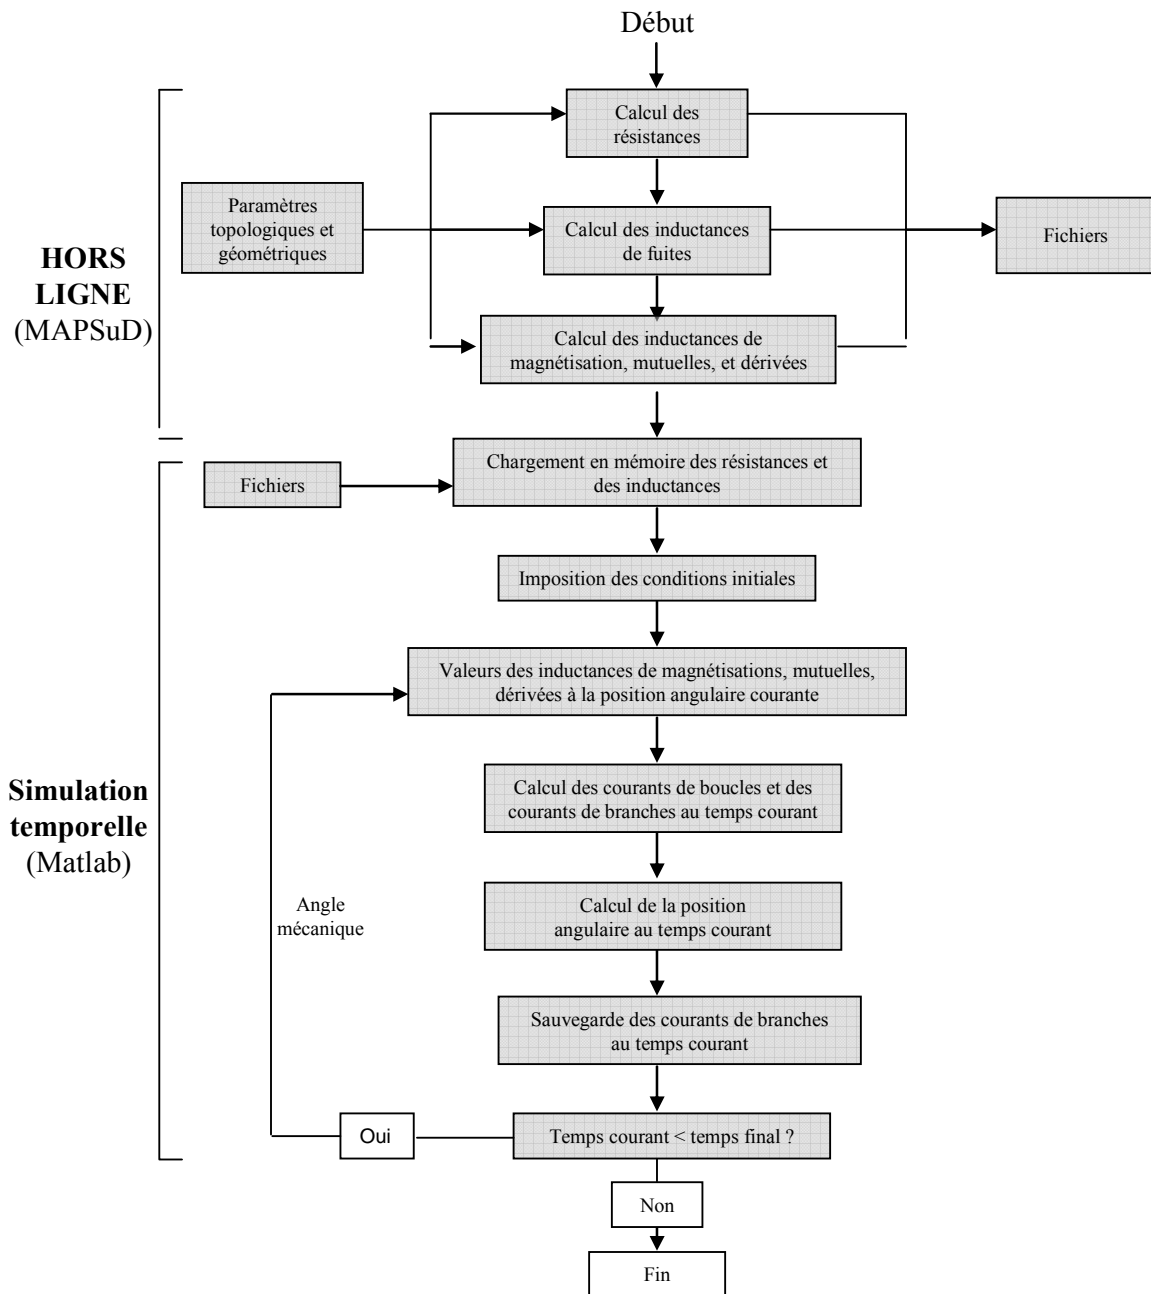 Début
Calcul des
résistances
Paramètres
topologiques et
géométriques
Calcul des inductances
de fuites
Fichiers
HORS
LIGNE
(MAPSuD)
Calcul des inductances de
magnétisation, mutuelles, et dérivées
Chargement en mémoire des résistances et
des inductances
Fichiers
Imposition des conditions initiales
Valeurs des inductances de magnétisations, mutuelles,
dérivées à la position angulaire courante
Simulation
temporelle
(Matlab)
Calcul des courants de boucles et des
courants de branches au temps courant
Angle
mécanique
Calcul de la position
angulaire au temps courant
Sauvegarde des courants de branches
au temps courant
Oui
Temps courant < temps final ?
Non
Fin